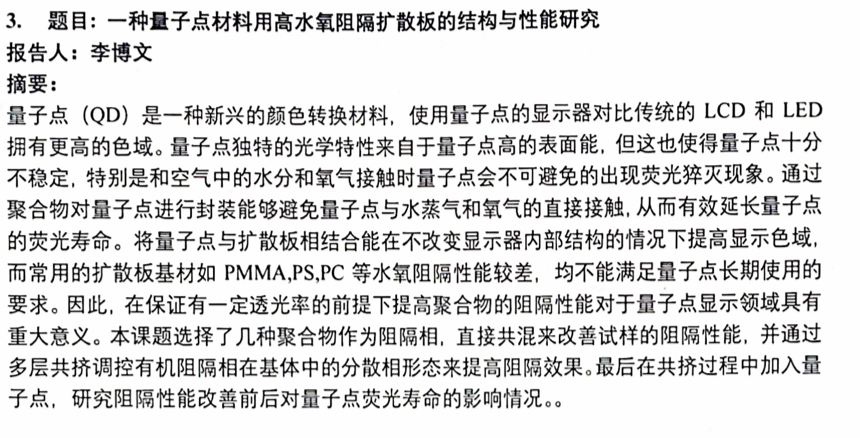 3. 题目：一种量子点材料用高水氧阻隔扩散板的结构与性能研究
报告人：李博文
摘要：
量子点（QD）是一种新兴的颜色转换材料，使用量子点的显示器对比传统的 LCD 和 LED
拥有更高的色域。量子点独特的光学特性来自于量子点高的表面能，但这也使得量子点十分
不稳定，特别是和空气中的水分和氧气接触时量子点会不可避免的出现荧光猝灭现象。通过
聚合物对量子点进行封装能够避免量子点与水蒸气和氧气的直接接触，从而有效延长量子点
的荧光寿命。将量子点与扩散板相结合能在不改变显示器内部结构的情况下提高显示色域，
而常用的扩散板基材如 PMMA,PS,PC 等水氧阻隔性能较差，均不能满足量子点长期使用的
要求。因此，在保证有一定透光率的前提下提高聚合物的阻隔性能对于量子点显示领域具有
重大意义。本课题选择了几种聚合物作为阻隔相，直接共混来改善试样的阻隔性能，并通过
多层共挤调控有机阻隔相在基体中的分散相形态来提高阻隔效果。最后在共挤过程中加入量
子点，研究阻隔性能改善前后对量子点荧光寿命的影响情况。。